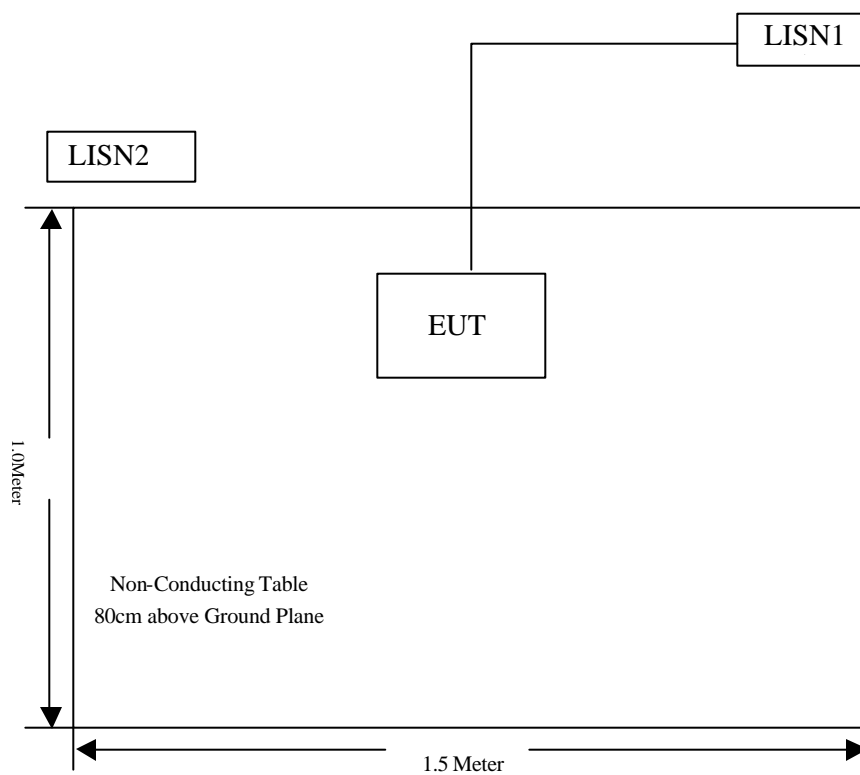 LISN1
LISN2
EUT
1.0Meter
Non-Conducting Table
80cm above Ground Plane
1.5 Meter